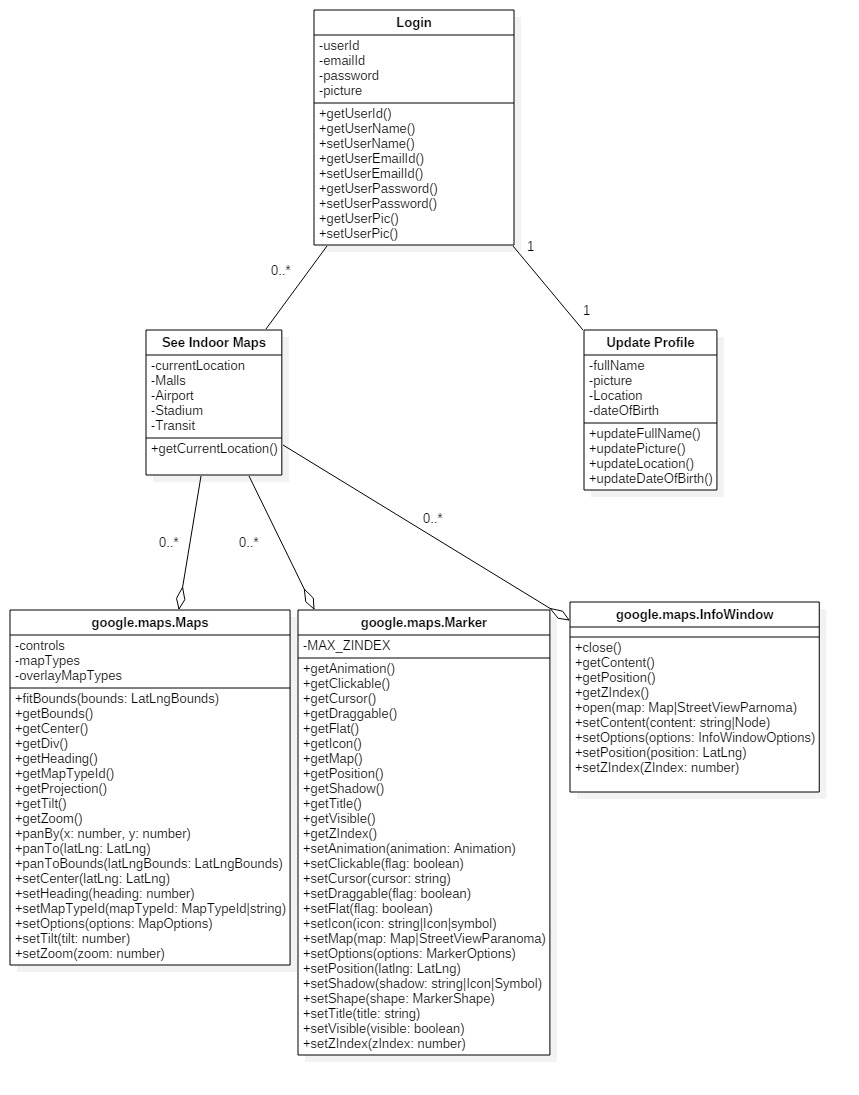 Login
-userId
-emailId
-password
-picture
+getUserId()
+getUserName()
+setUserName()
+getUserEmailId()
+setUserEmailId()
+getUserPassword()
+setUserPassword()
+getUserPic()
+setUserPic()
0..*
1
1
See Indoor Maps
-currentLocation
-Malls
-Airport
-Stadium
-Transit
+getCurrentLocation()
Update Profile
-fullName
-picture
-Location
-dateOfBirth
+updateFullName()
+updatePicture()
+updateLocation()
+updateDateOfBirth()
0..*
0..*
0..*
google.maps.Maps
-controls
-mapTypes
-overlayMapTypes
+fitBounds(bounds: LatLngBounds)
+getBounds()
+getCenter()
+getDiv()
+getHeading()
+getMapTypeId()
+getProjection()
+getTilt()
+getZoom()
+panBy(x: number, y: number)
+panTo(latLng: LatLng)
+panToBounds(latLngBounds: LatLngBounds)
+setCenter(latLng: LatLng)
+setHeading(heading: number)
+setMapTypeId(mapTypeId: MapTypeId|string)
+setOptions(options: MapOptions)
+setTilt(tilt: number)
+setZoom(zoom: number)
google.maps.Marker
-MAX_ZINDEX
+getAnimation()
+getClickable()
+getCursor()
+getDraggable()
+getFlat()
+getIcon()
+getMap()
+getPosition()
+getShadow()
+getTitle()
+getVisible()
+getZIndex()
+setAnimation(animation: Animation)
+setClickable(flag: boolean)
+setCursor(cursor: string)
+setDraggable(flag: boolean)
+setFlat(flag: boolean)
+setIcon(icon: string|Icon|symbol)
+setMap(map: Map|StreetViewParanoma)
+setOptions(options: MarkerOptions)
+setPosition(latlng: LatLng)
+setShadow(shadow: string|Icon|Symbol)
+setShape(shape: MarkerShape)
+setTitle(title: string)
+setVisible(visible: boolean)
+setZIndex(zIndex: number)
google.maps.InfoWindow
+close()
+getContent()
+getPosition()
+getZIndex()
+open(map: Map|StreetViewParnoma)
+setContent(content: string|Node)
+setOptions(options: InfoWindowOptions)
+setPosition(position: LatLng)
+setZIndex(ZIndex: number)